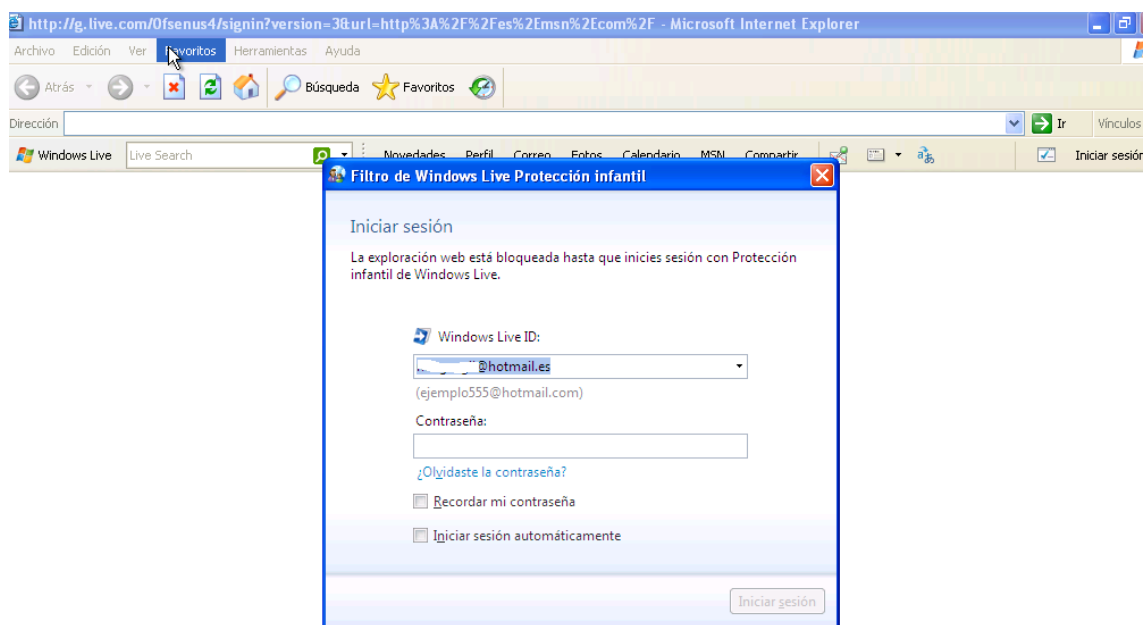 http://g.live.com/0fsenus4/signin?version=3&url=http%3A%2F%2Fes%2Emsn%2Ecom%2F - Microsoft Internet Explorer
Archivo Edición Ver Favoritos Herramientas Ayuda
Atrás Búsqueda Favoritos
Dirección Ir Vínculos
Windows Live Live Search Novedades Perfil Correo Fotos Calendario MSN Compartir Iniciar sesión
Filtro de Windows Live Protección infantil
Iniciar sesión
La exploración web está bloqueada hasta que inicies sesión con Protección
infantil de Windows Live.
Windows Live ID:
@hotmail.es
(ejemplo555@hotmail.com)
Contraseña:
¿Olvidaste la contraseña?
Recordar mi contraseña
Iniciar sesión automáticamente
Iniciar sesión